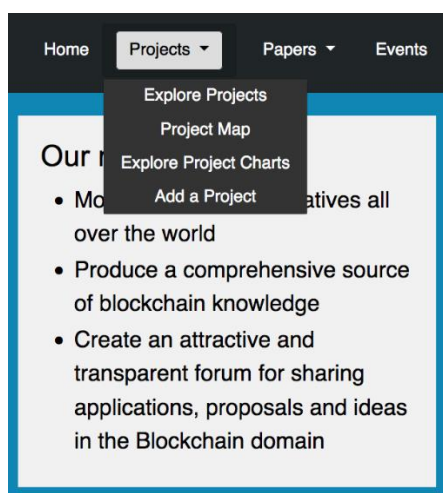 Home Projects Papers Events
Explore Projects
Project Map
Explore Project Charts
Add a Project
Our
• Mo atives all
over the world
• Produce a comprehensive source
of blockchain knowledge
• Create an attractive and
transparent forum for sharing
applications, proposals and ideas
in the Blockchain domain